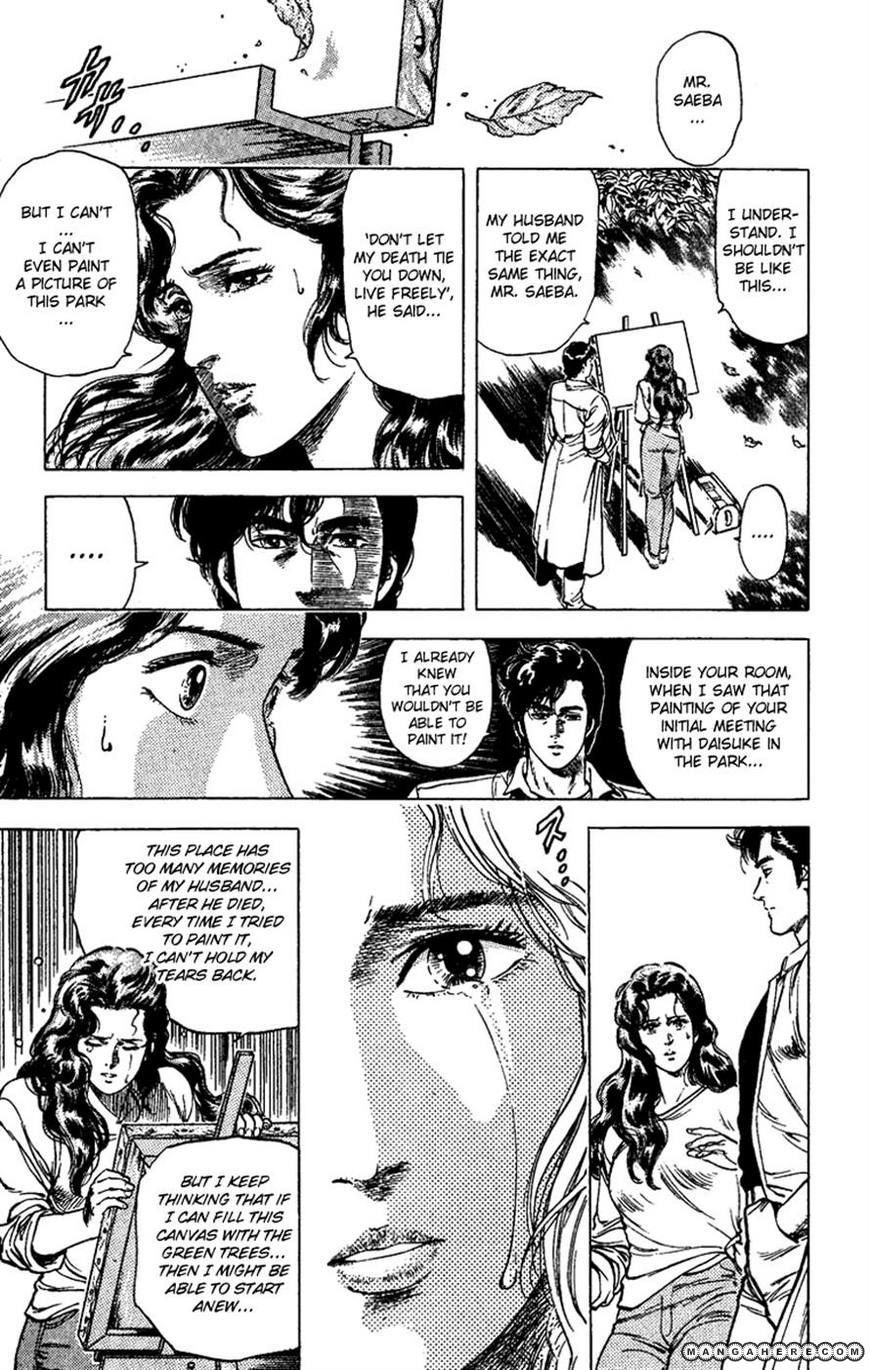 MR.
SAEBA
...
I UNDER-
STAND. I
SHOULDN'T
BE LIKE
THIS...
MY HUSBAND
TOLD ME
THE EXACT
SAME THING,
MR. SAEBA.
....
'DON'T LET
MY DEATH TIE
YOU DOWN,
LIVE FREELY',
HE SAID...
BUT I CAN'T
...
I CAN'T
EVEN PAINT
A PICTURE OF
THIS PARK
...
....
INSIDE YOUR ROOM,
WHEN I SAW THAT
PAINTING OF YOUR
INITIAL MEETING
WITH DAISUKE IN
THE PARK...
I ALREADY
KNEW
THAT YOU
WOULDN'T BE
ABLE TO
PAINT IT!
ス...
THIS PLACE HAS
TOO MANY MEMORIES
OF MY HUSBAND...
AFTER HE DIED,
EVERY TIME I TRIED
TO PAINT IT,
I CAN'T HOLD MY
TEARS BACK.
BUT I KEEP
THINKING THAT IF
I CAN FILL THIS
CANVAS WITH THE
GREEN TREES...
THEN I MIGHT BE
ABLE TO START
ANEW...
MANGAHERE.COM